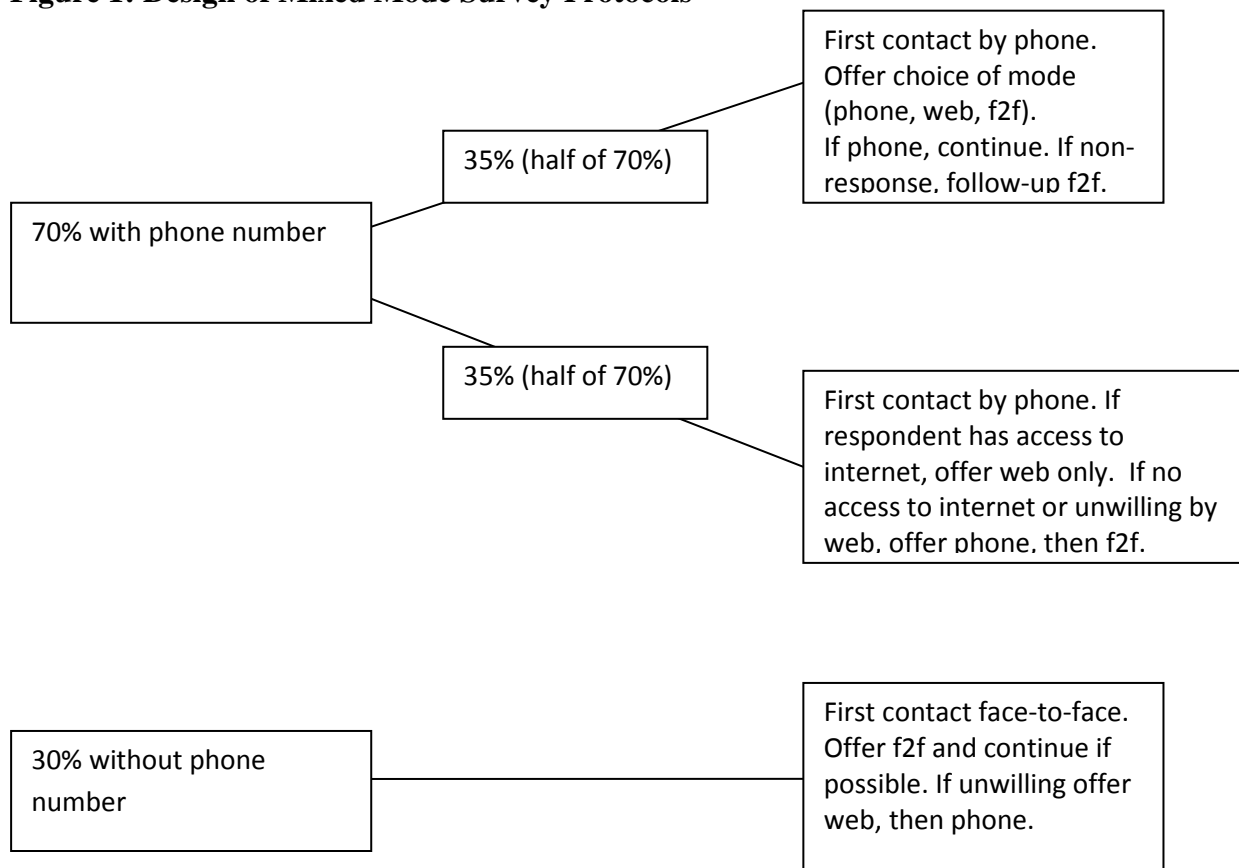 Figure 1: Design of Mixed Mode Survey Protocols
First contact by phone.
Offer choice of mode
(phone, web, f2f).
If phone, continue. If non-
response, follow-up f2f.
35% (half of 70%)
70% with phone number
35% (half of 70%)
First contact by phone. If
respondent has access to
internet, offer web only.  If no
access to internet or unwilling by
web, offer phone, then f2f.
First contact face-to-face.
Offer f2f and continue if
possible. If unwilling offer
web, then phone.
30% without phone
number